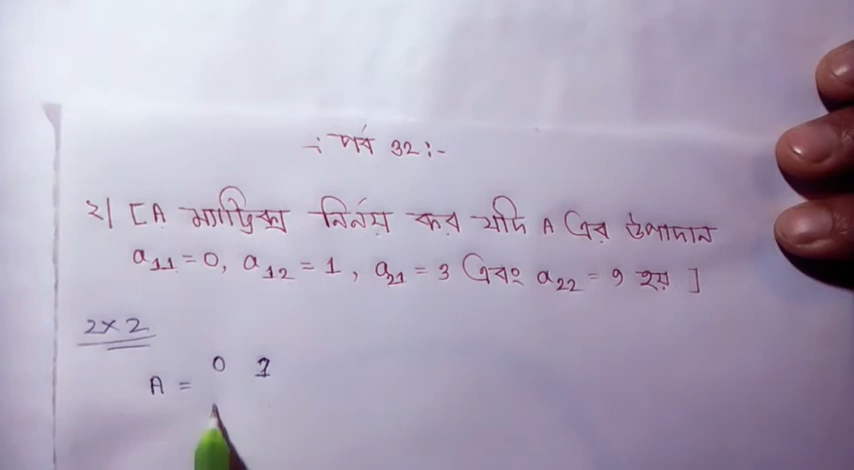 :- পর্ব 32:-
২| [A ম্যাট্রিক্স নির্নয় কর যদি A এর উপাদান
a₁₁ = 0, a₁₂ = 1, a₂₁ = 3 এবং a₂₂ = 9 হয় ]
2×2
0 1
A =